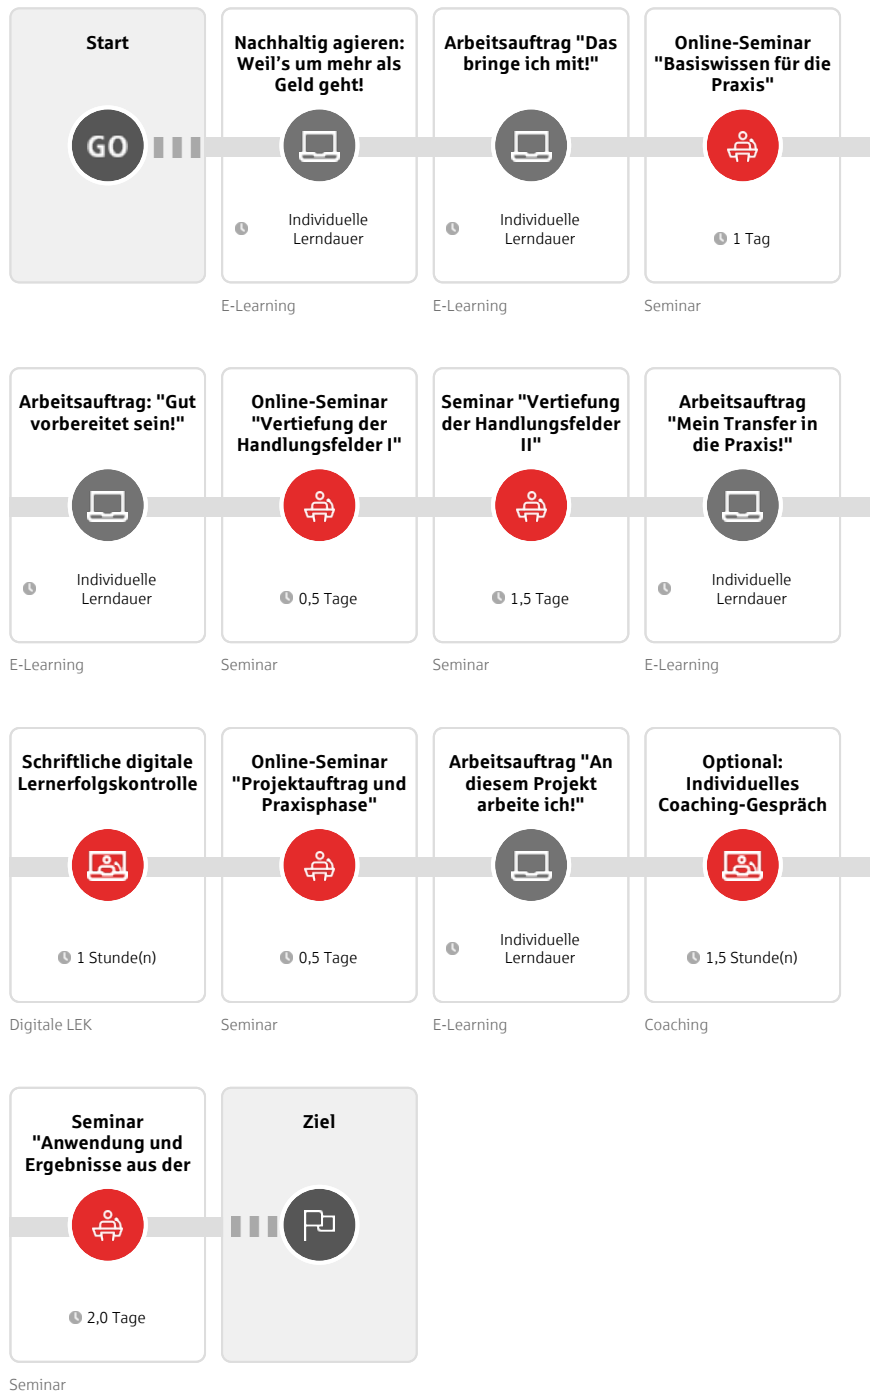 Start
GO
Nachhaltig agieren:
Weil's um mehr als
Geld geht!
Individuelle
Lerndauer
E-Learning
Arbeitsauftrag "Das
bringe ich mit!"
Individuelle
Lerndauer
E-Learning
Online-Seminar
"Basiswissen für die
Praxis"
1 Tag
Seminar
Arbeitsauftrag: "Gut
vorbereitet sein!"
Individuelle
Lerndauer
E-Learning
Online-Seminar
"Vertiefung der
Handlungsfelder I"
0,5 Tage
Seminar
Seminar "Vertiefung
der Handlungsfelder
II"
1,5 Tage
Seminar
Arbeitsauftrag
"Mein Transfer in
die Praxis!"
Individuelle
Lerndauer
E-Learning
Schriftliche digitale
Lernerfolgskontrolle
1 Stunde(n)
Digitale LEK
Online-Seminar
"Projektauftrag und
Praxisphase"
0,5 Tage
Seminar
Arbeitsauftrag "An
diesem Projekt
arbeite ich!"
Individuelle
Lerndauer
E-Learning
Optional:
Individuelles
Coaching-Gespräch
1,5 Stunde(n)
Coaching
Seminar
"Anwendung und
Ergebnisse aus der
2,0 Tage
Seminar
Ziel